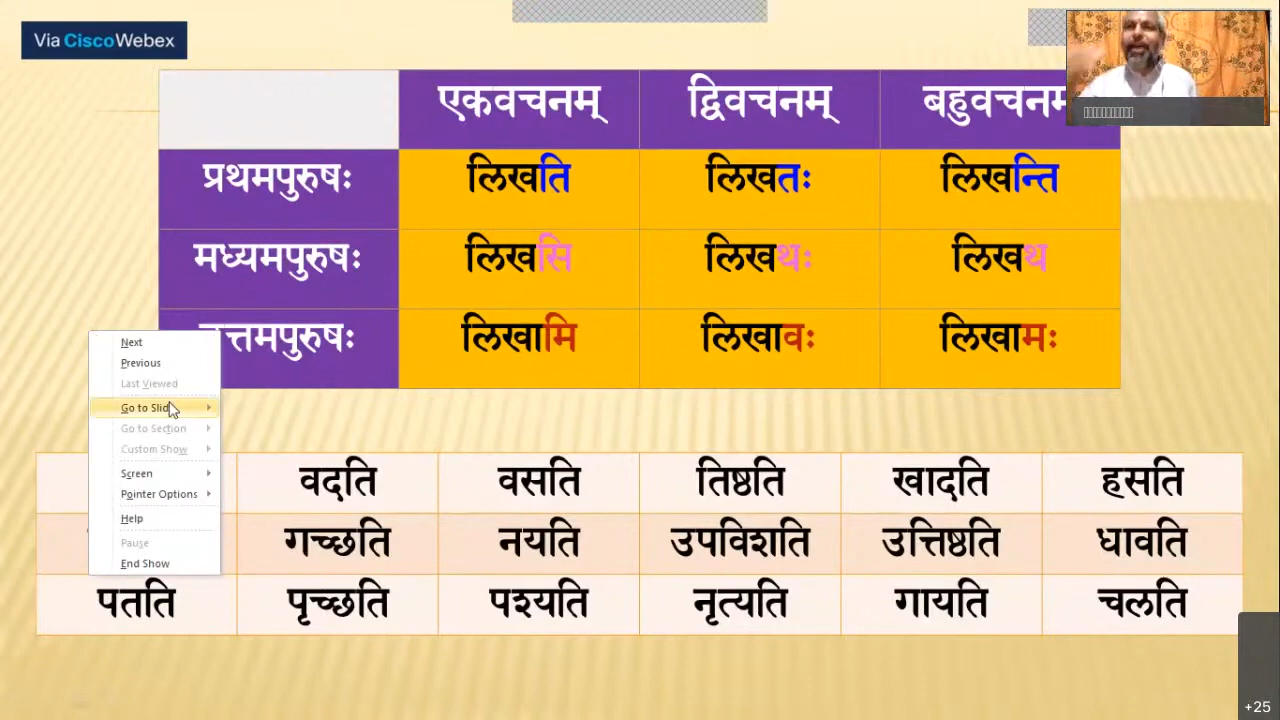 Via CiscoWebex
एकवचनम् द्विवचनम् बहुवचनम्
प्रथमपुरुषः लिखति लिखतः लिखन्ति
मध्यमपुरुषः लिखसि लिखथः लिखथ
उत्तमपुरुषः लिखामि लिखावः लिखामः
Next
Previous
Last Viewed
Go to Slide
Go to Section
Custom Show
Screen
Pointer Options
Help
Pause
End Show
वदति वसति तिष्ठति खादति हसति
गच्छति नयति उपविशति उत्तिष्ठति धावति
पतति पृच्छति पश्यति नृत्यति गायति चलति
+25